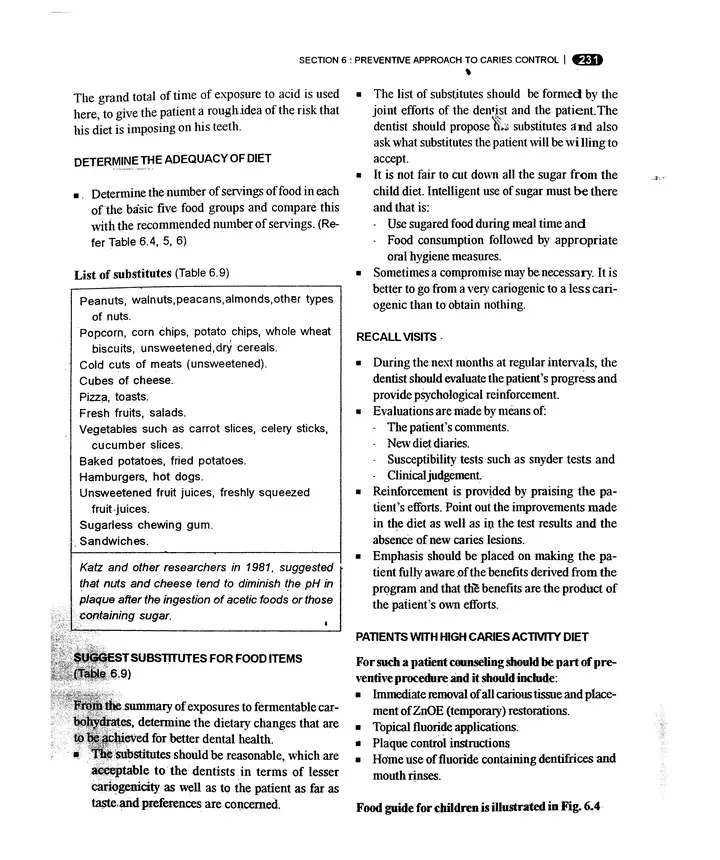 SECTION 6 : PREVENTIVE APPROACH TO CARIES CONTROL | 231
The grand total of time of exposure to acid is used
here, to give the patient a rough idea of the risk that
his diet is imposing on his teeth.
DETERMINE THE ADEQUACY OF DIET
■ Determine the number of servings of food in each
of the basic five food groups and compare this
with the recommended number of servings. (Re-
fer Table 6.4, 5, 6)
List of substitutes (Table 6.9)
Peanuts, walnuts,peacans,almonds,other types
of nuts.
Popcorn, corn chips, potato chips, whole wheat
biscuits, unsweetened,dry cereals.
Cold cuts of meats (unsweetened).
Cubes of cheese.
Pizza, toasts.
Fresh fruits, salads.
Vegetables such as carrot slices, celery sticks,
cucumber slices.
Baked potatoes, fried potatoes.
Hamburgers, hot dogs.
Unsweetened fruit juices, freshly squeezed
fruit juices.
Sugarless chewing gum.
Sandwiches.
Katz and other researchers in 1981, suggested
that nuts and cheese tend to diminish the pH in
plaque after the ingestion of acetic foods or those
containing sugar.
SUGGEST SUBSTITUTES FOR FOOD ITEMS
(Table 6.9)
From the summary of exposures to fermentable car-
bohydrates, determine the dietary changes that are
to be achieved for better dental health.
■ The substitutes should be reasonable, which are
acceptable to the dentists in terms of lesser
cariogenicity as well as to the patient as far as
taste and preferences are concerned.
■ The list of substitutes should be formed by the
joint efforts of the dentist and the patient.The
dentist should propose substitutes and also
ask what substitutes the patient will be willing to
accept.
■ It is not fair to cut down all the sugar from the
child diet. Intelligent use of sugar must be there
and that is:
- Use sugared food during meal time and
- Food consumption followed by appropriate
oral hygiene measures.
■ Sometimes a compromise may be necessary. It is
better to go from a very cariogenic to a less cari-
ogenic than to obtain nothing.
RECALL VISITS
■ During the next months at regular intervals, the
dentist should evaluate the patient's progress and
provide psychological reinforcement.
■ Evaluations are made by means of:
- The patient's comments.
- New diet diaries.
- Susceptibility tests such as snyder tests and
- Clinical judgement.
■ Reinforcement is provided by praising the pa-
tient's efforts. Point out the improvements made
in the diet as well as in the test results and the
absence of new caries lesions.
■ Emphasis should be placed on making the pa-
tient fully aware of the benefits derived from the
program and that the benefits are the product of
the patient's own efforts.
PATIENTS WITH HIGH CARIES ACTIVITY DIET
For such a patient counseling should be part of pre-
ventive procedure and it should include:
■ Immediate removal of all carious tissue and place-
ment of ZnOE (temporary) restorations.
■ Topical fluoride applications.
■ Plaque control instructions
■ Home use of fluoride containing dentifrices and
mouth rinses.
Food guide for children is illustrated in Fig. 6.4